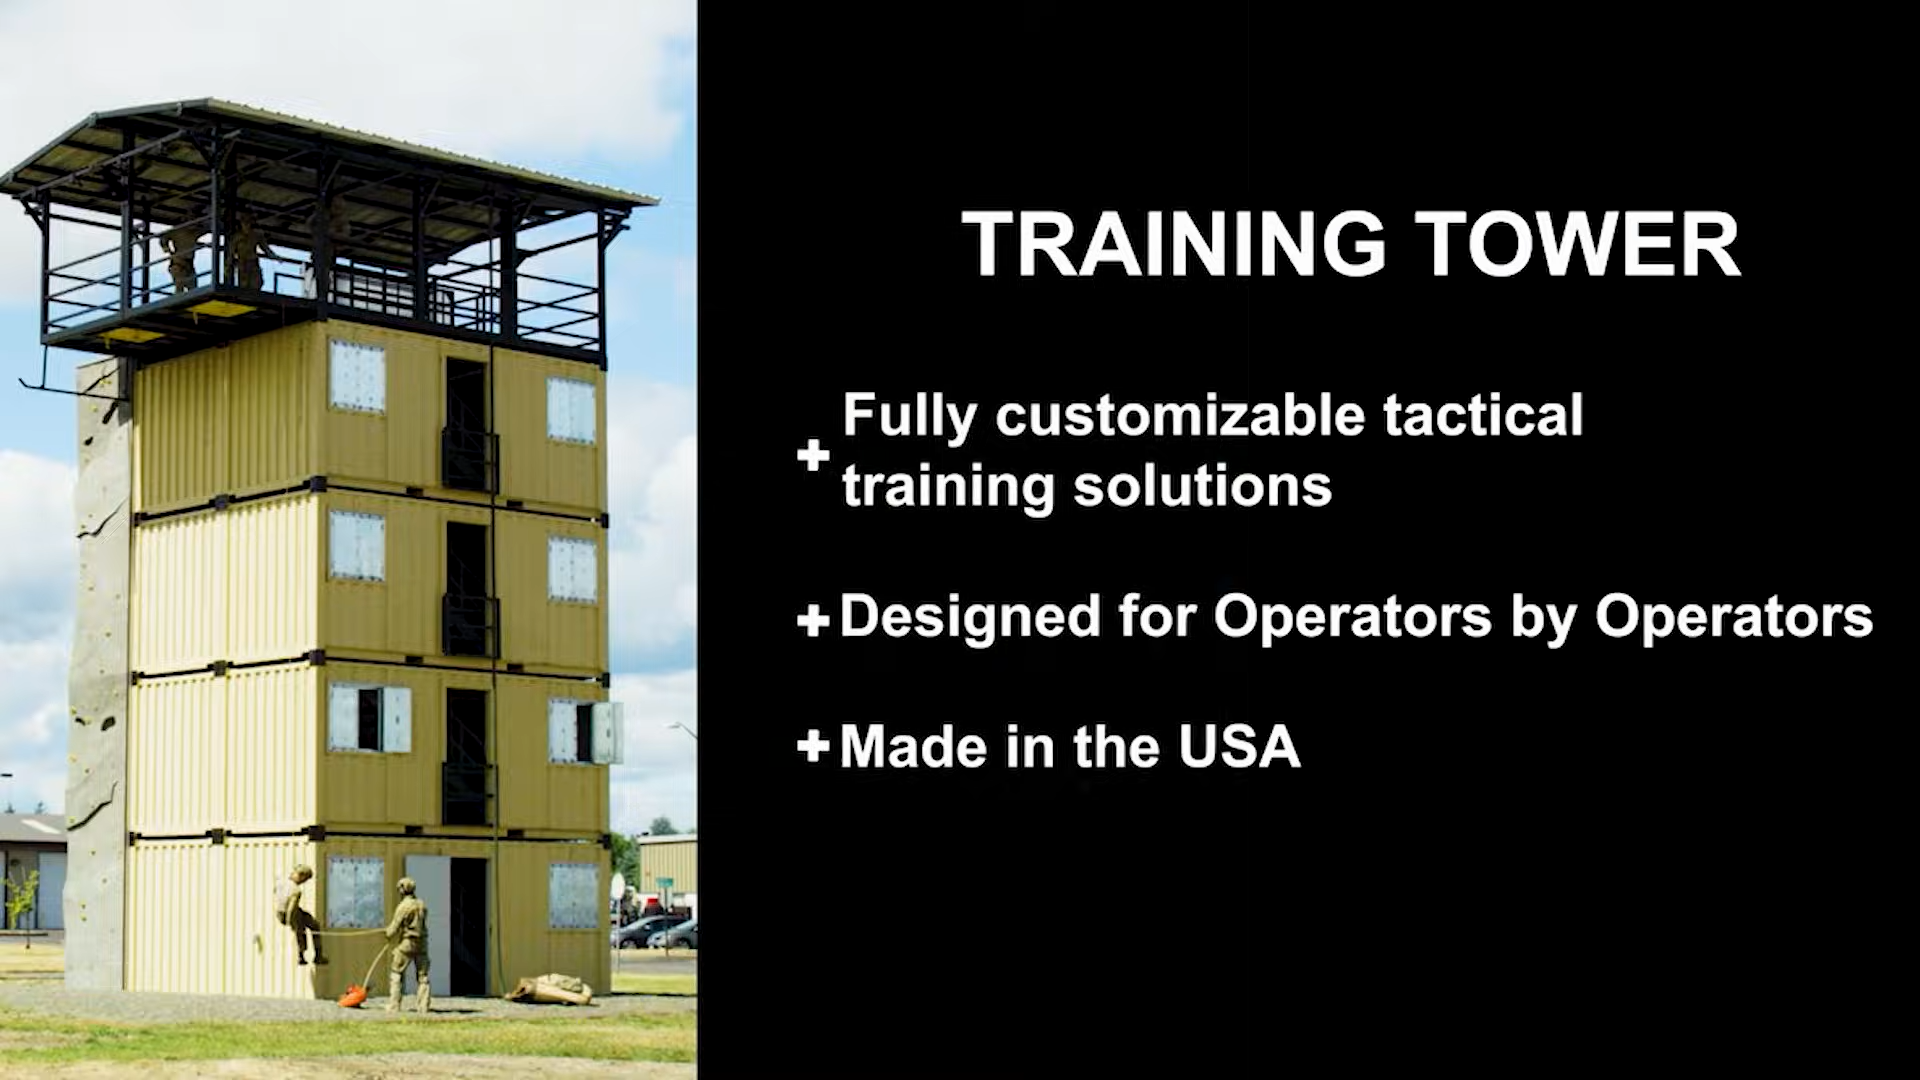 TRAINING TOWER
+ Fully customizable tactical
training solutions
+ Designed for Operators by Operators
+ Made in the USA